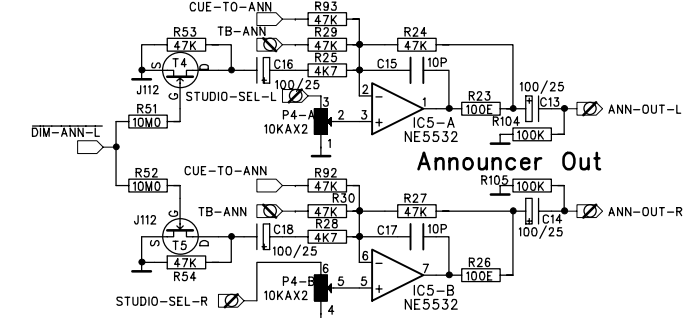 CUE-TO-ANN R93
47K
R53 TB-ANN R29 R24
47K 47K 47K
T4 C16 R25 C15 10P
S D 4K7
J112 G 100/25 100/25
STUDIO-SEL-L 3 2 1 R23 C13
R51 P4-A 2 3 IC5-A 100E R104 ANN-OUT-L
10M0 10KAX2 NE5532 100K
DIM-ANN-L 1
Announcer Out
R52 CUE-TO-ANN R92 R105
10M0 47K 100K
J112 G TB-ANN R30 R27 ANN-OUT-R
47K 47K C14
S D C18 R28 C17 10P 100/25
T5 4K7
47K 100/25 6 R26
R54 6 7 100E
P4-B 5 5 IC5-B
STUDIO-SEL-R 10KAX2 NE5532
4